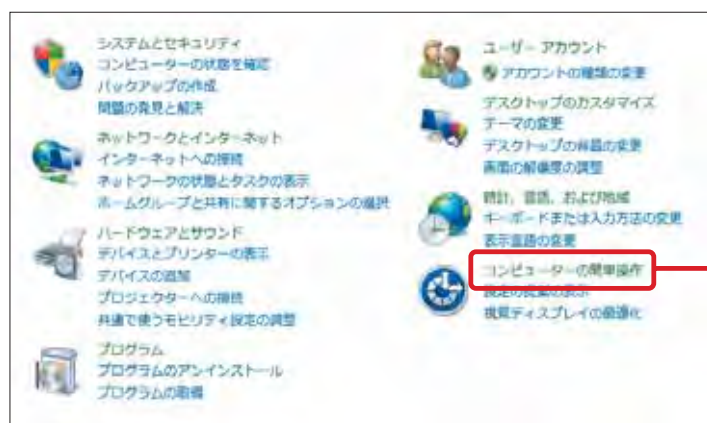 システムとセキュリティ
コンピューターの状態を確認
バックアップの作成
問題の発見と解決
ネットワークとインターネット
インターネットへの接続
ネットワークの状態とタスクの表示
ホームグループと共有に関するオプションの選択
ハードウェアとサウンド
デバイスとプリンターの表示
デバイスの追加
プロジェクターへの接続
共通で使うモビリティ設定の調整
プログラム
プログラムのアンインストール
プログラムの取得
ユーザー アカウント
アカウントの種類の変更
デスクトップのカスタマイズ
テーマの変更
デスクトップの背景の変更
画面の解像度の調整
時計、言語、および地域
キーボードまたは入力方法の変更
表示言語の変更
コンピューターの簡単操作
設定の提案の表示
視覚ディスプレイの最適化